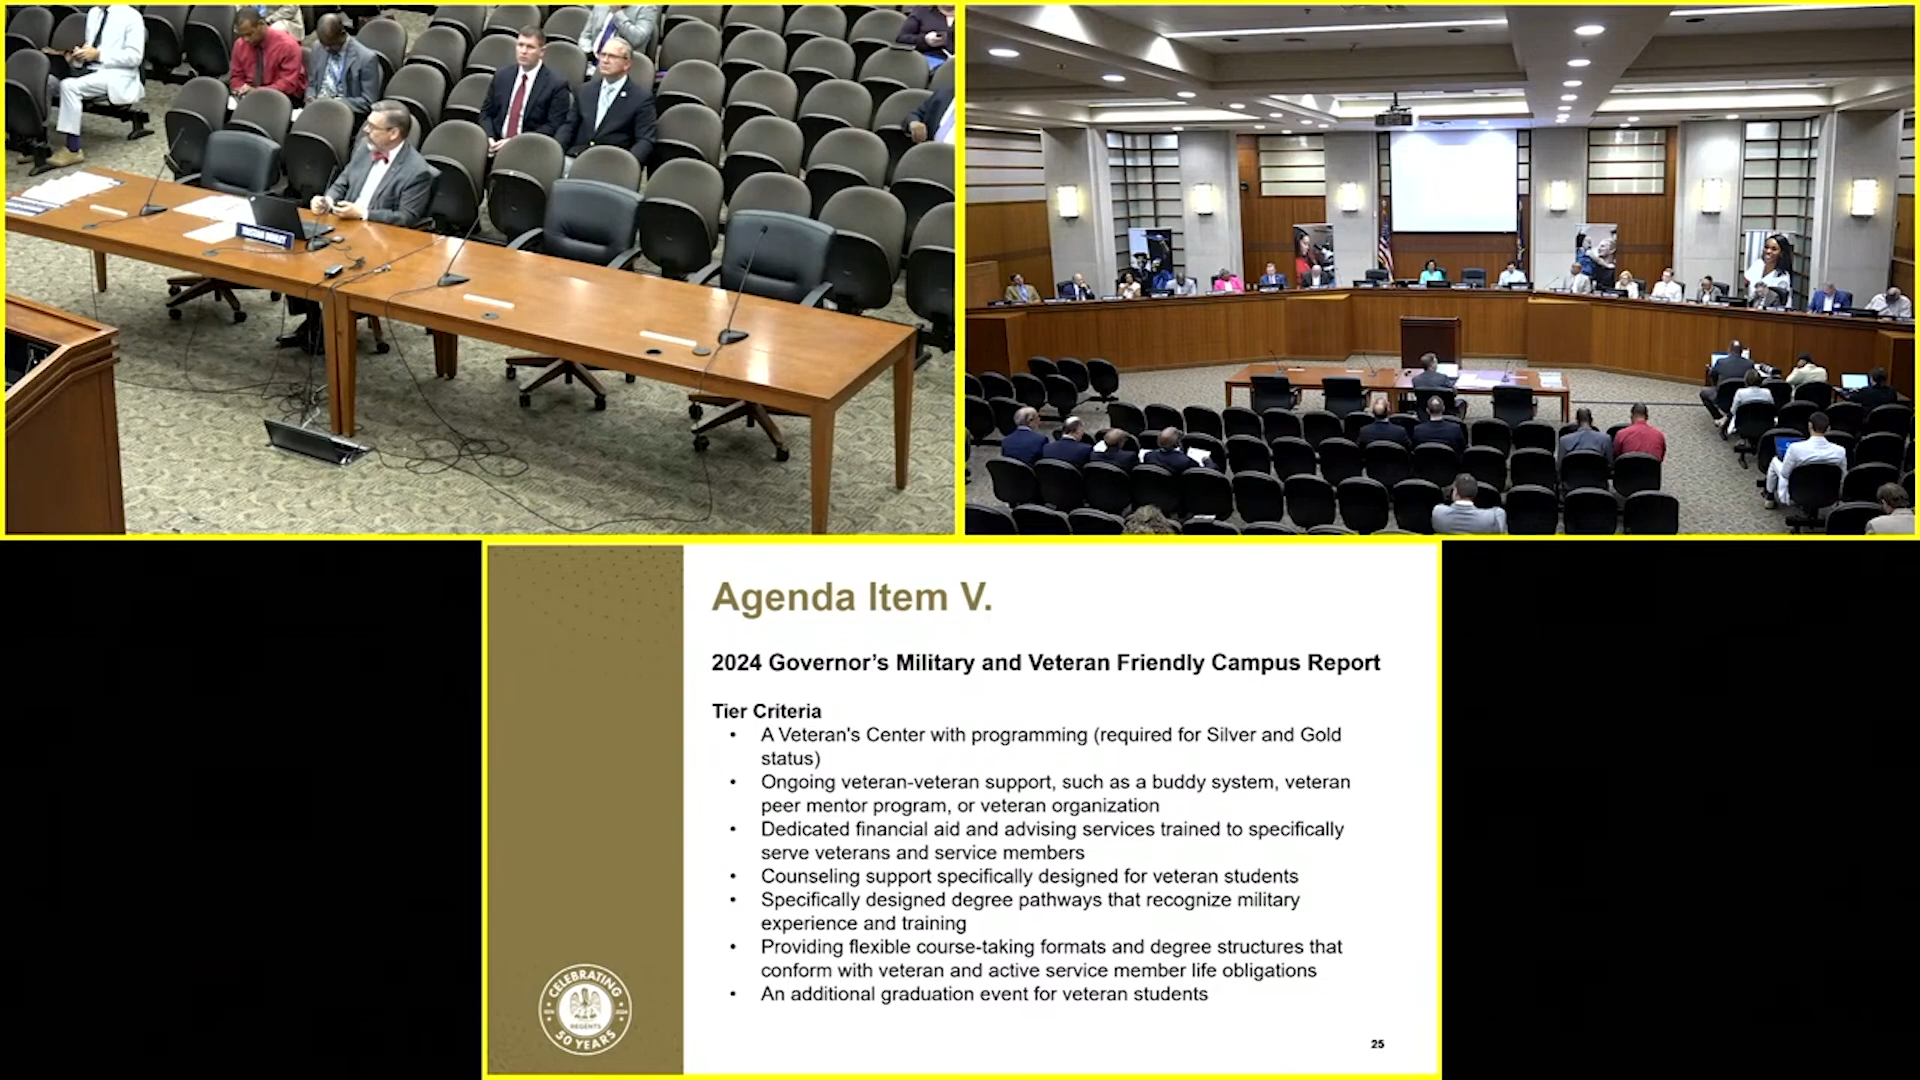 Agenda Item V.
2024 Governor's Military and Veteran Friendly Campus Report
Tier Criteria
• A Veteran's Center with programming (required for Silver and Gold
status)
• Ongoing veteran-veteran support, such as a buddy system, veteran
peer mentor program, or veteran organization
• Dedicated financial aid and advising services trained to specifically
serve veterans and service members
• Counseling support specifically designed for veteran students
• Specifically designed degree pathways that recognize military
experience and training
• Providing flexible course-taking formats and degree structures that
conform with veteran and active service member life obligations
• An additional graduation event for veteran students
CELEBRATING
REGENTS
50 YEARS
25